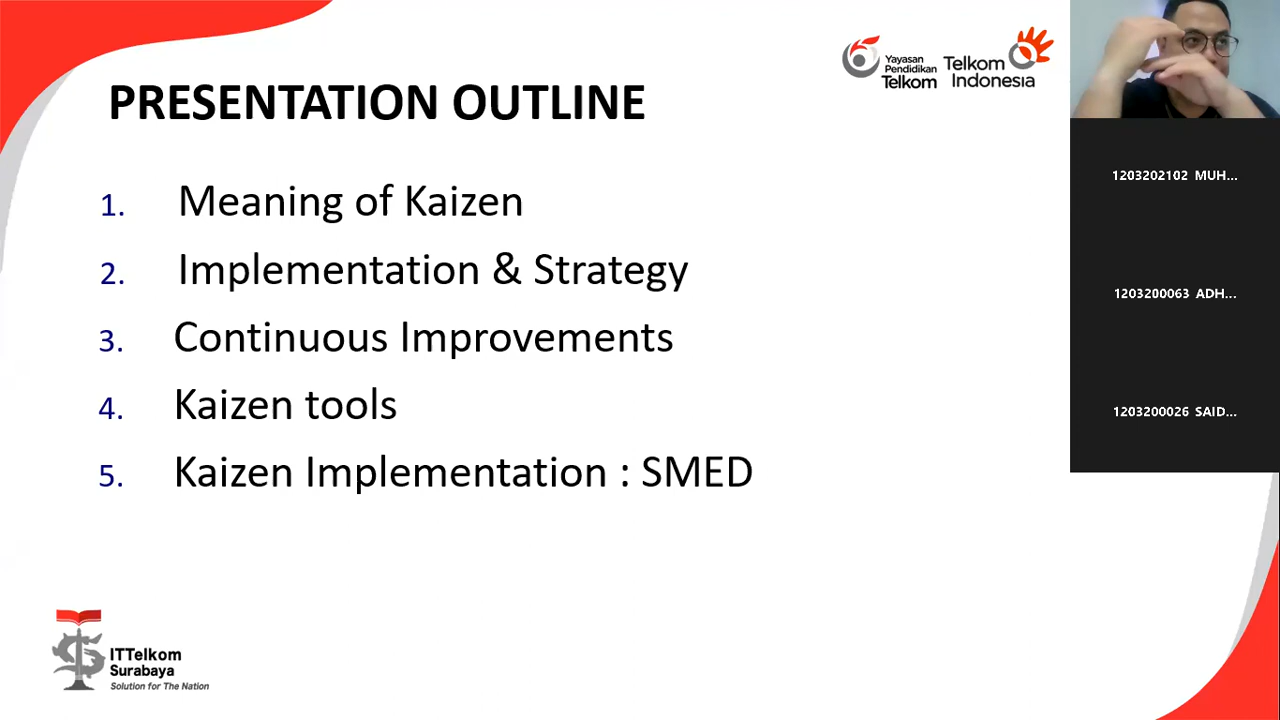 Yayasan
Pendidikan
Telkom
Telkom
Indonesia
PRESENTATION OUTLINE
1. Meaning of Kaizen
2. Implementation & Strategy
3. Continuous Improvements
4. Kaizen tools
5. Kaizen Implementation : SMED
1203202102 MUH...
1203200063 ADH...
1203200026 SAID...
ITTelkom
Surabaya
Solution for The Nation